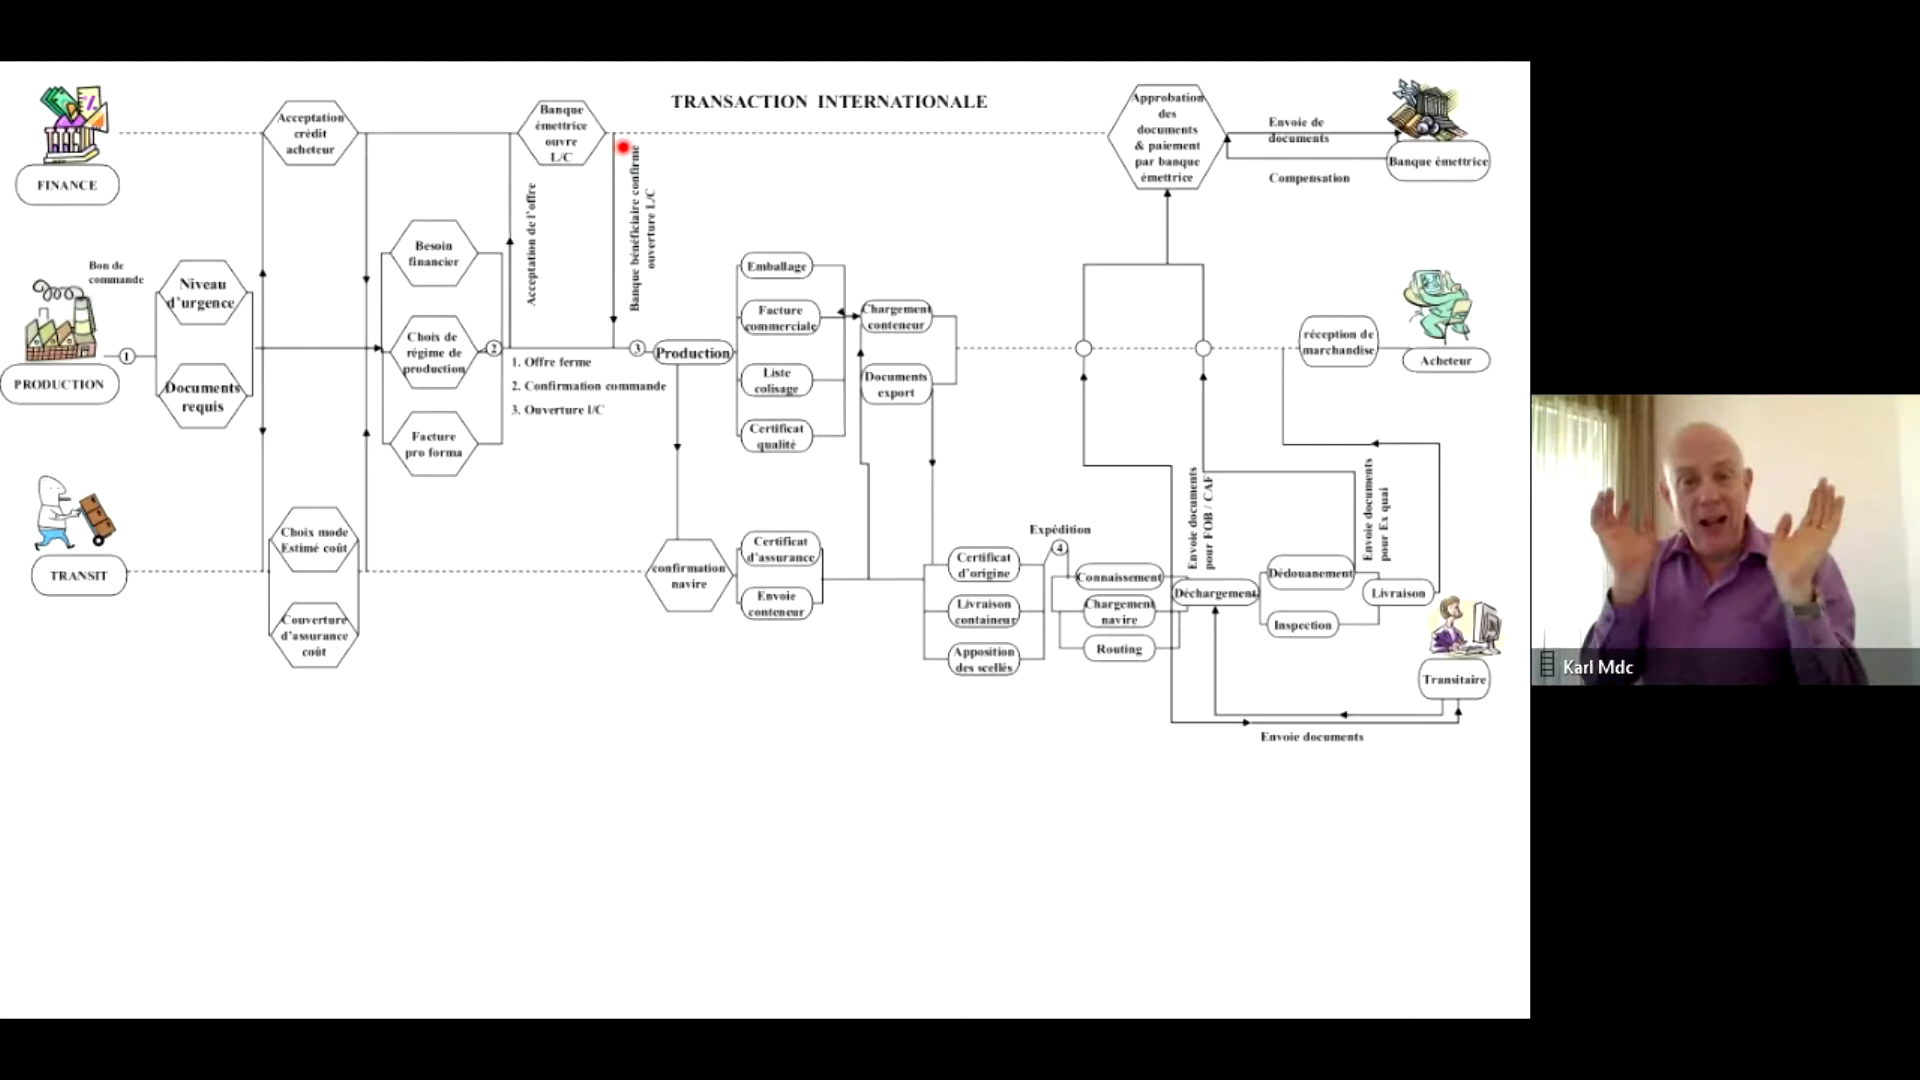 TRANSACTION INTERNATIONALE
FINANCE
Acceptation
crédit
acheteur
Banque
émettrice
ouvre
L/C
Approbation
des
documents
& paiement
par banque
émettrice
Envoie de
documents
Compensation
Banque émettrice
Acceptation de l'offre
Banque bénéficiaire confirme
ouverture L/C
Bon de
commande
PRODUCTION
1
Niveau
d'urgence
Documents
requis
Besoin
financier
Choix de
régime de
production
Facture
pro forma
2
1. Offre ferme
2. Confirmation commande
3. Ouverture l/C
3
Production
Emballage
Facture
commerciale
Liste
colisage
Certificat
qualité
Chargement
conteneur
Documents
export
réception de
marchandise
Acheteur
TRANSIT
Choix mode
Estimé coût
Couverture
d'assurance
coût
confirmation
navire
Certificat
d'assurance
Envoie
conteneur
Certificat
d'origine
Livraison
containeur
Apposition
des scellés
Expédition
4
Connaissement
Chargement
navire
Routing
Envoie documents
pour FOB / CAF
Déchargement
Dédouanement
Inspection
Envoie documents
pour Ex quai
Livraison
Transitaire
Envoie documents
Karl Mdc